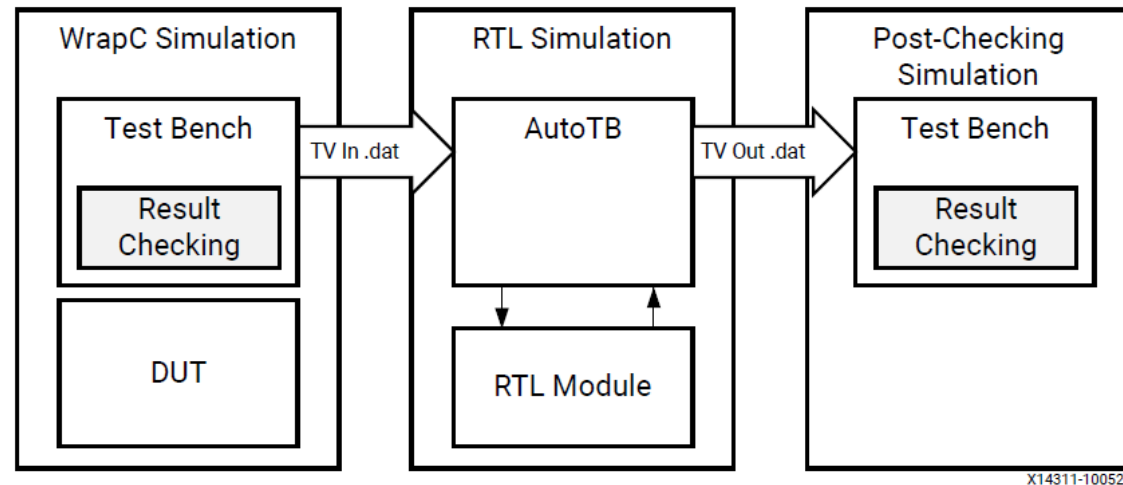 WrapC Simulation
Test Bench
Result
Checking
DUT
TV In .dat
RTL Simulation
AutoTB
RTL Module
TV Out .dat
Post-Checking
Simulation
Test Bench
Result
Checking
X14311-10052